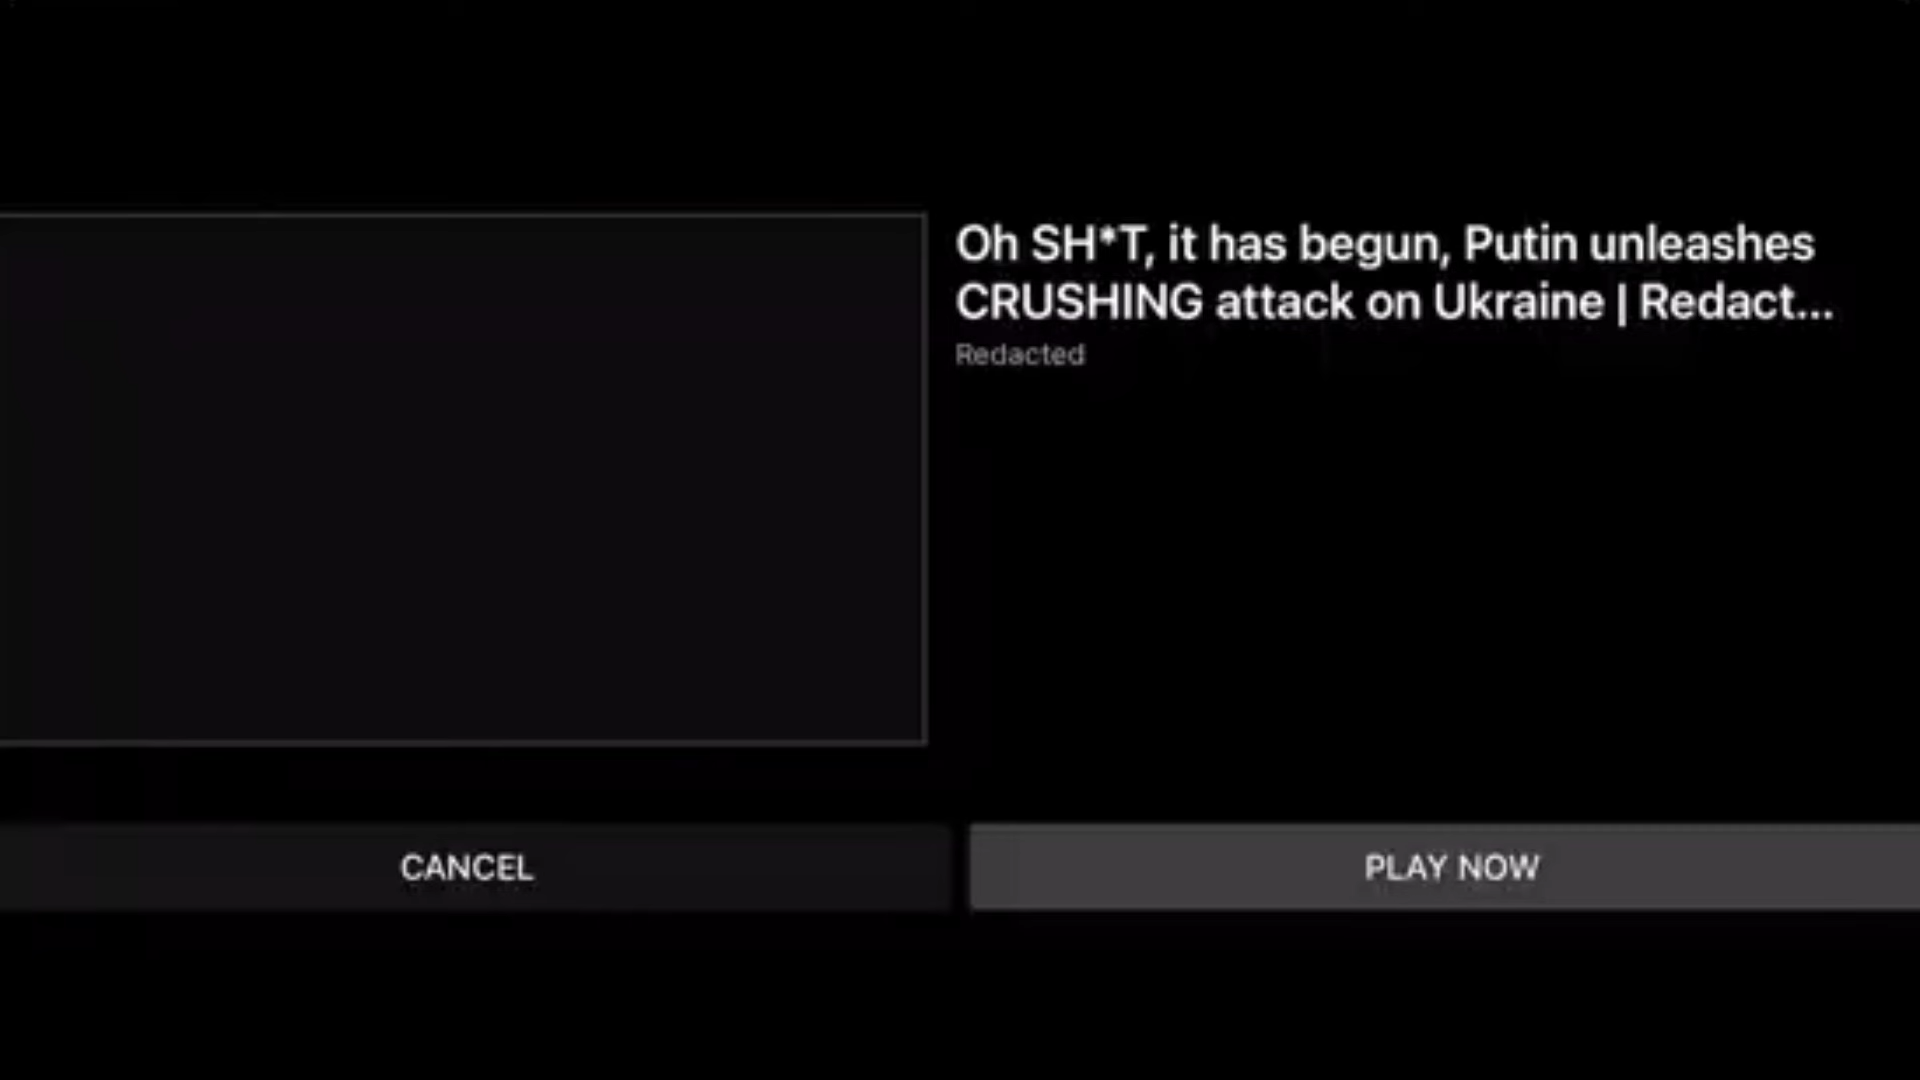 Oh SH*T, it has begun, Putin unleashes
CRUSHING attack on Ukraine | Redact...
Redacted
CANCEL
PLAY NOW